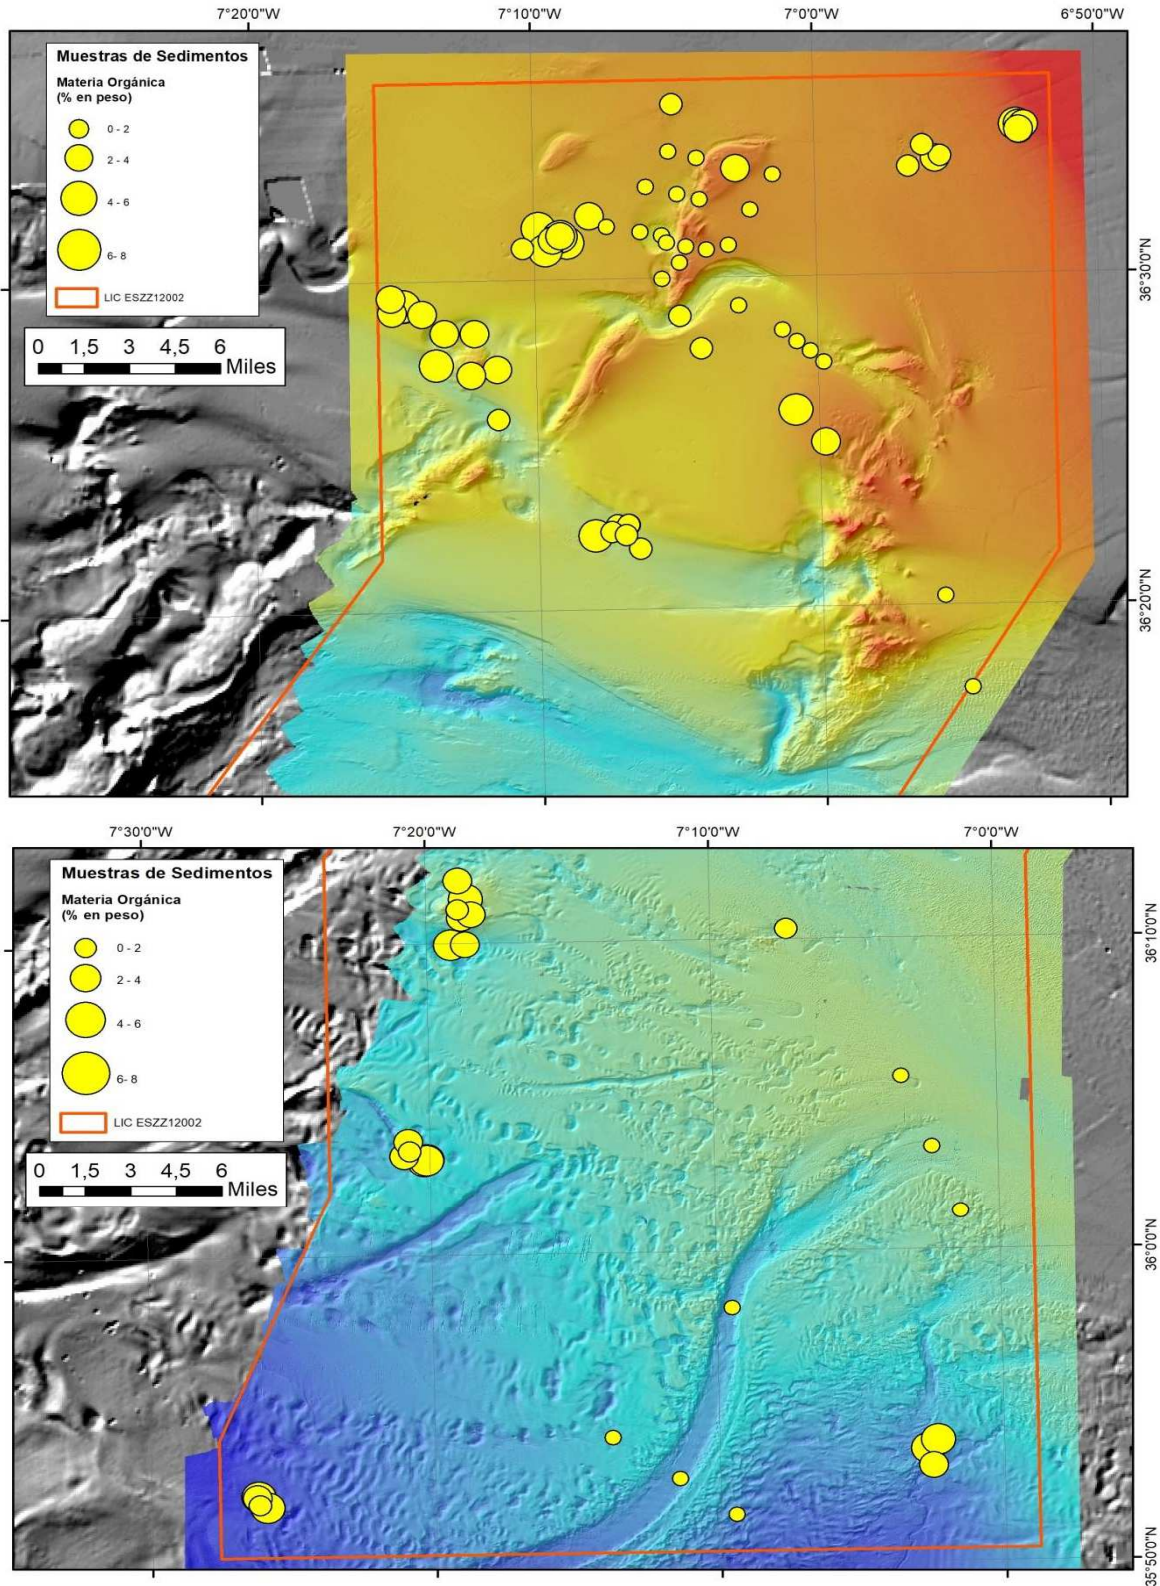 7°20'0"W 7°10'0"W 7°0'0"W 6°50'0"W
Muestras de Sedimentos
Materia Orgánica
(% en peso)
0 - 2
2 - 4
4 - 6
6- 8
LIC ESZZ12002
0 1,5 3 4,5 6
Miles
36°30'0"N
36°20'0"N
7°30'0"W 7°20'0"W 7°10'0"W 7°0'0"W
Muestras de Sedimentos
Materia Orgánica
(% en peso)
0 - 2
2 - 4
4 - 6
6- 8
LIC ESZZ12002
0 1,5 3 4,5 6
Miles
36°10'0"N
36°0'0"N
35°50'0"N